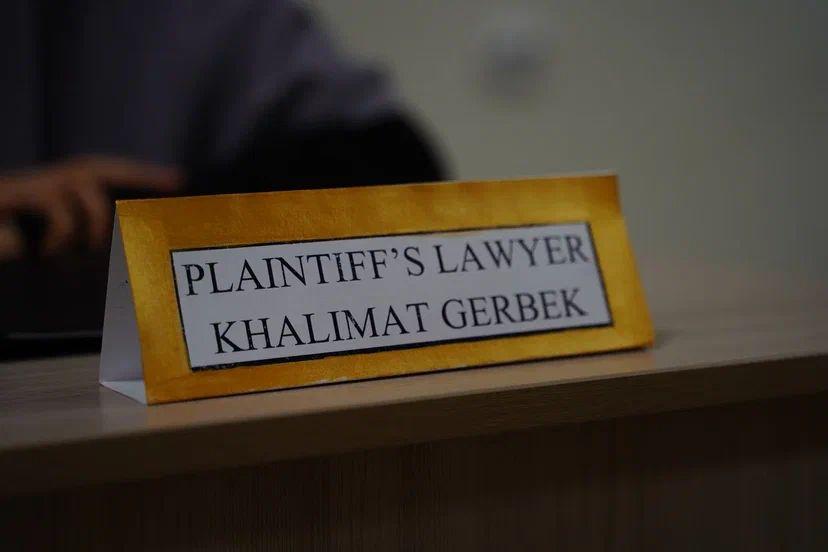 PLAINTIFF'S LAWYER
KHALIMAT GERBEK